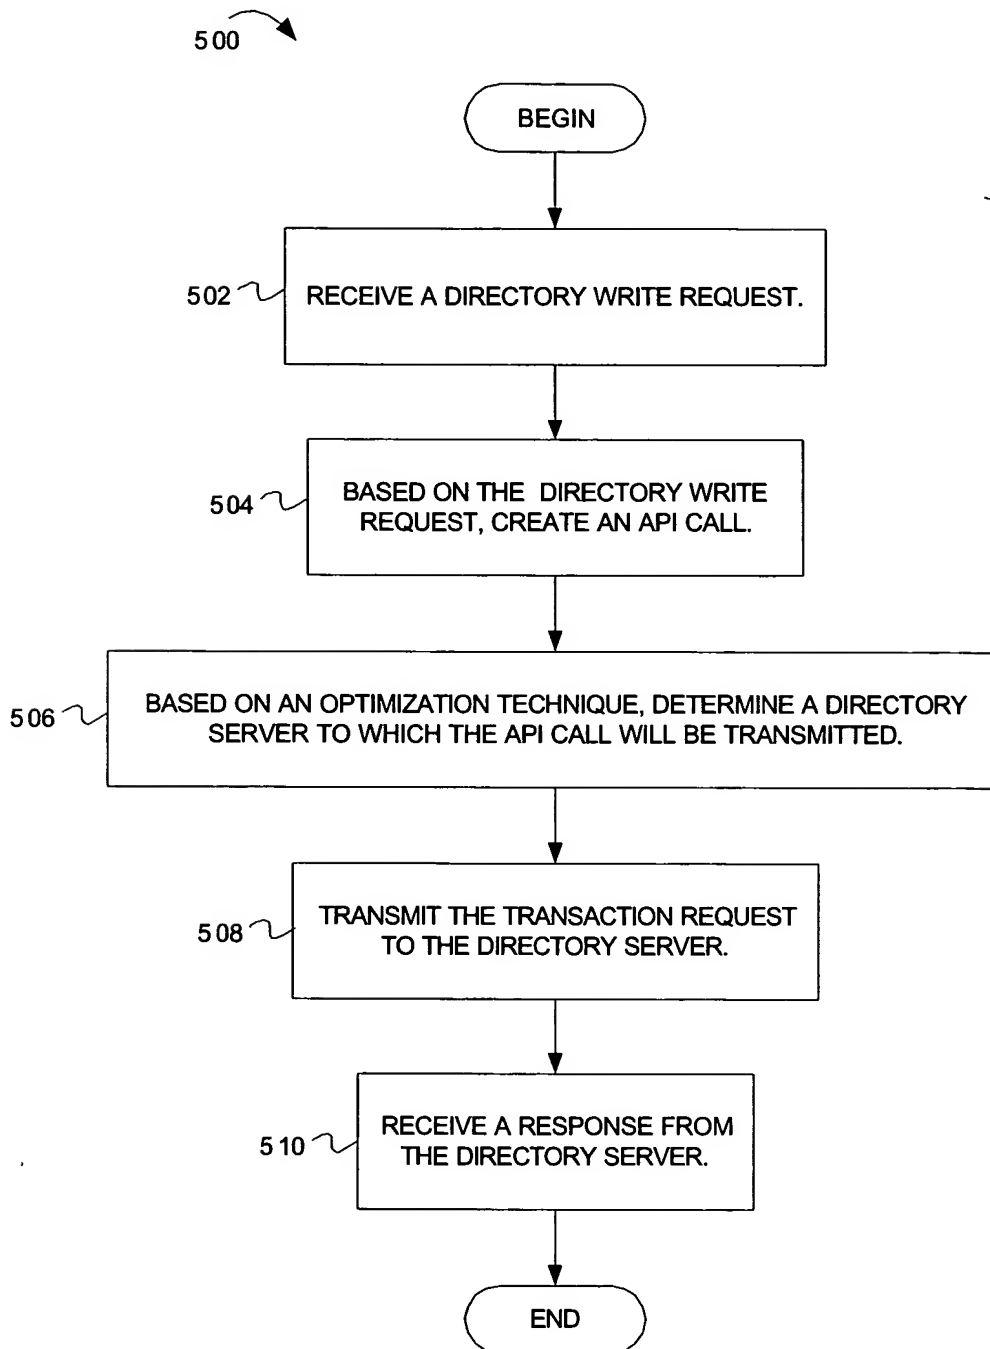 500
BEGIN
502
RECEIVE A DIRECTORY WRITE REQUEST.
504
BASED ON THE DIRECTORY WRITE
REQUEST, CREATE AN API CALL.
506
BASED ON AN OPTIMIZATION TECHNIQUE, DETERMINE A DIRECTORY
SERVER TO WHICH THE API CALL WILL BE TRANSMITTED.
508
TRANSMIT THE TRANSACTION REQUEST
TO THE DIRECTORY SERVER.
510
RECEIVE A RESPONSE FROM
THE DIRECTORY SERVER.
END